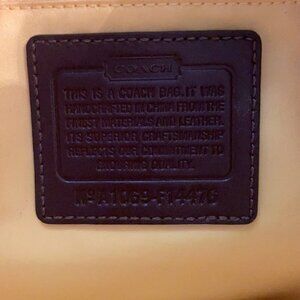 COACH
THIS IS A COACH BAG. IT WAS
HANDCRAFTED IN CHINA FROM THE
FINEST MATERIALS AND LEATHER.
ITS SUPERIOR CRAFTSMANSHIP
REFLECTS OUR COMMITMENT TO
ENDURING QUALITY.
Nº A1069-F14476